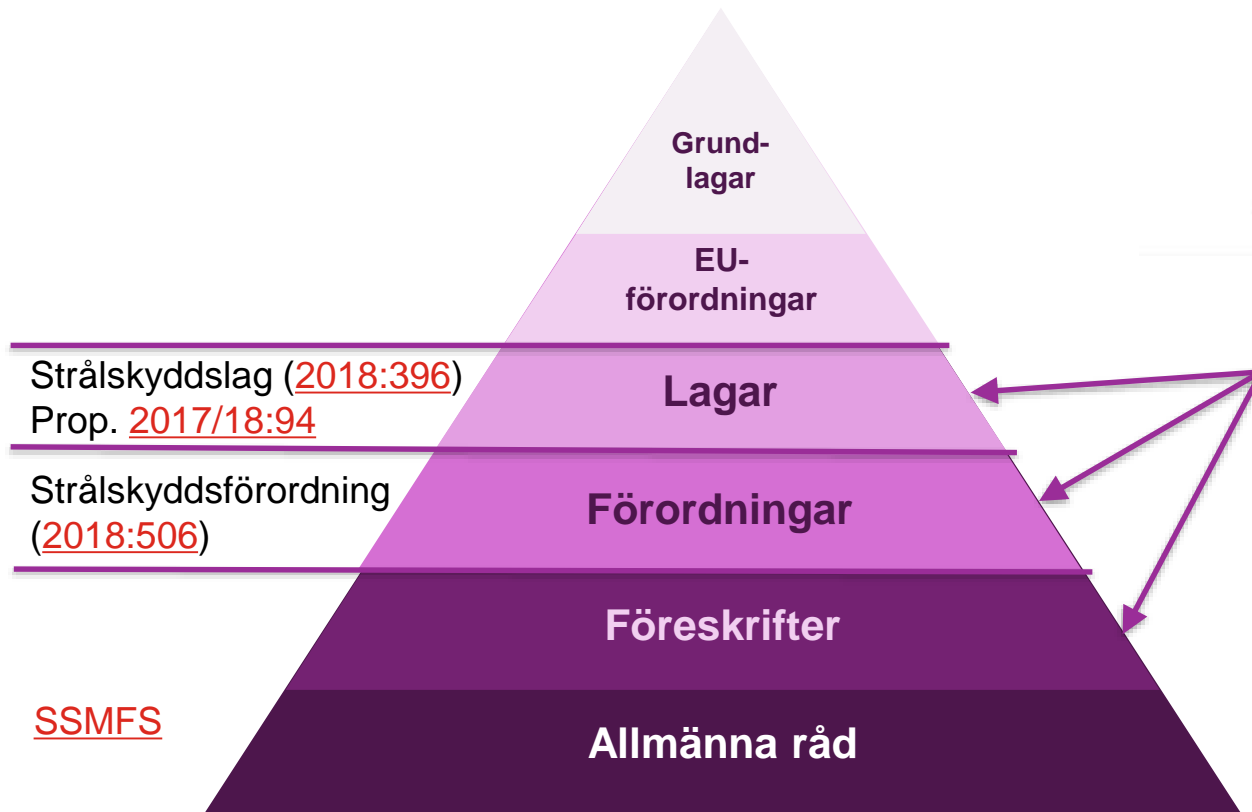 Grund-
lagar
EU-
förordningar
Strålskyddslag (2018:396)
Prop. 2017/18:94
Lagar
Strålskyddsförordning
(2018:506)
Förordningar
Föreskrifter
SSMFS
Allmänna råd